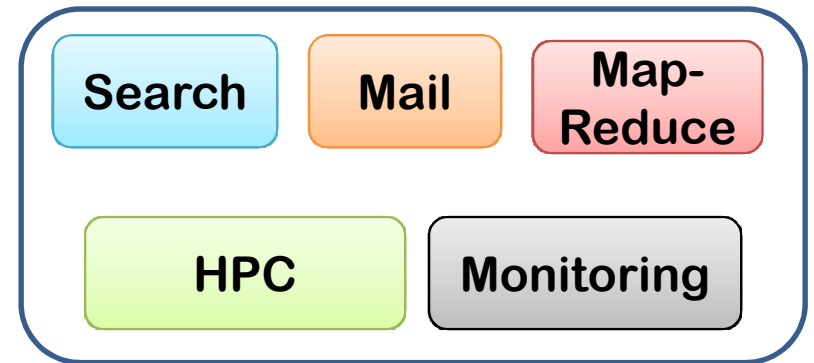 Search
Mail
Map-
Reduce
HPC
Monitoring